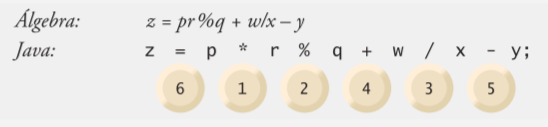 Álgebra: z = pr%q + w/x – y
Java: z = p * r % q + w / x - y;
6 1 2 4 3 5